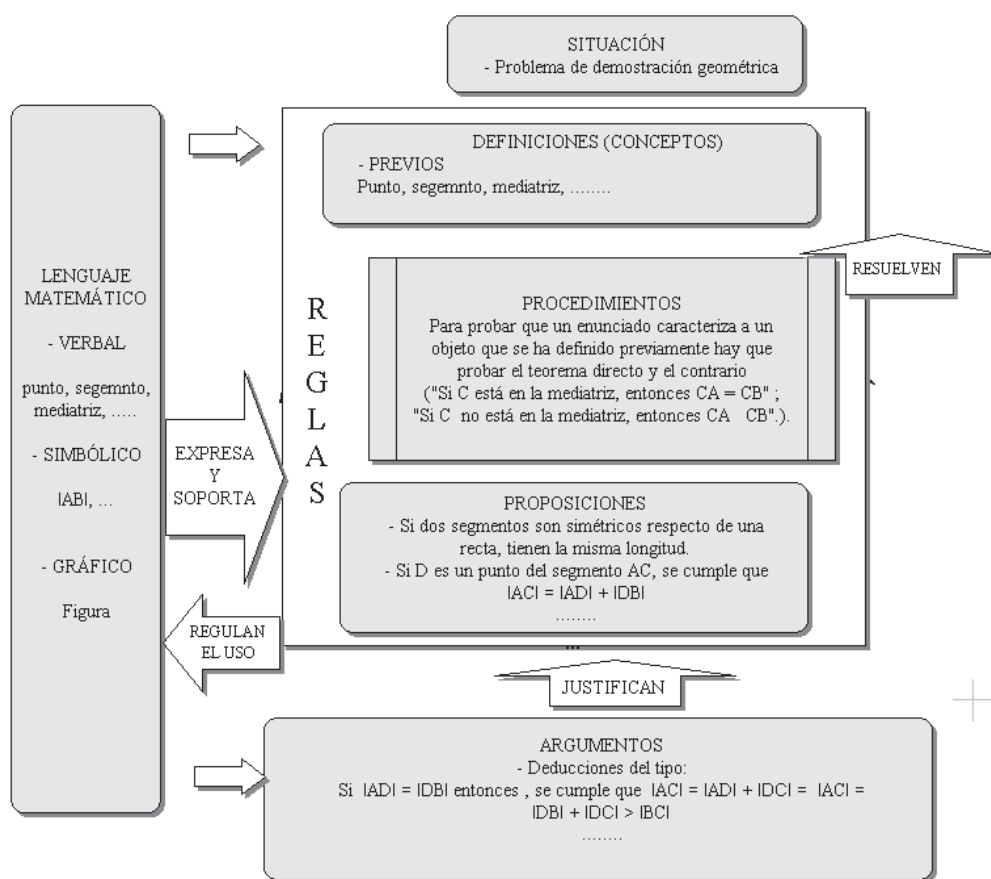 SITUACIÓN
- Problema de demostración geométrica
LENGUAJE
MATEMÁTICO
- VERBAL
punto, segemnto,
mediatriz, .....
- SIMBÓLICO
|AB|, ...
- GRÁFICO
Figura
EXPRESA
Y
SOPORTA
REGULAN
EL USO
REGLAS
DEFINICIONES (CONCEPTOS)
- PREVIOS
Punto, segemnto, mediatriz, ........
PROCEDIMIENTOS
Para probar que un enunciado caracteriza a un
objeto que se ha definido previamente hay que
probar el teorema directo y el contrario
("Si C está en la mediatriz, entonces CA = CB" ;
"Si C no está en la mediatriz, entonces CA CB".).
PROPOSICIONES
- Si dos segmentos son simétricos respecto de una
recta, tienen la misma longitud.
- Si D es un punto del segmento AC, se cumple que
|AC| = |AD| + |DB|
........
...
RESUELVEN
JUSTIFICAN
ARGUMENTOS
- Deducciones del tipo:
Si |AD| = |DB| entonces , se cumple que |AC| = |AD| + |DC| = |AC| =
|DB| + |DC| > |BC|
........